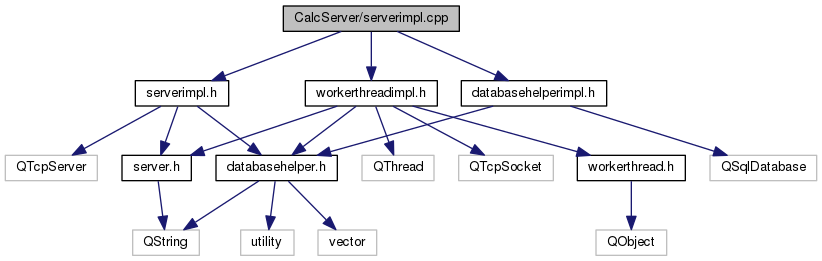 CalcServer/serverimpl.cpp
serverimpl.h
workerthreadimpl.h
databasehelperimpl.h
QTcpServer
server.h
databasehelper.h
QThread
QTcpSocket
workerthread.h
QSqlDatabase
QString
utility
vector
QObject